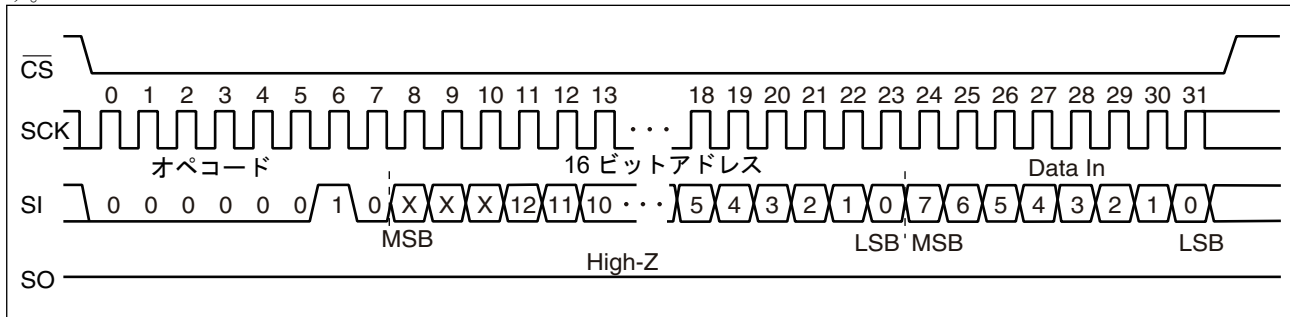 CS
0 1 2 3 4 5 6 7 8 9 10 11 12 13 18 19 20 21 22 23 24 25 26 27 28 29 30 31
SCK ···
オペコード 16 ビットアドレス Data In
SI 0 0 0 0 0 0 1 0 X X X 12 11 10 ··· 5 4 3 2 1 0 7 6 5 4 3 2 1 0
MSB LSB MSB LSB
High-Z
SO